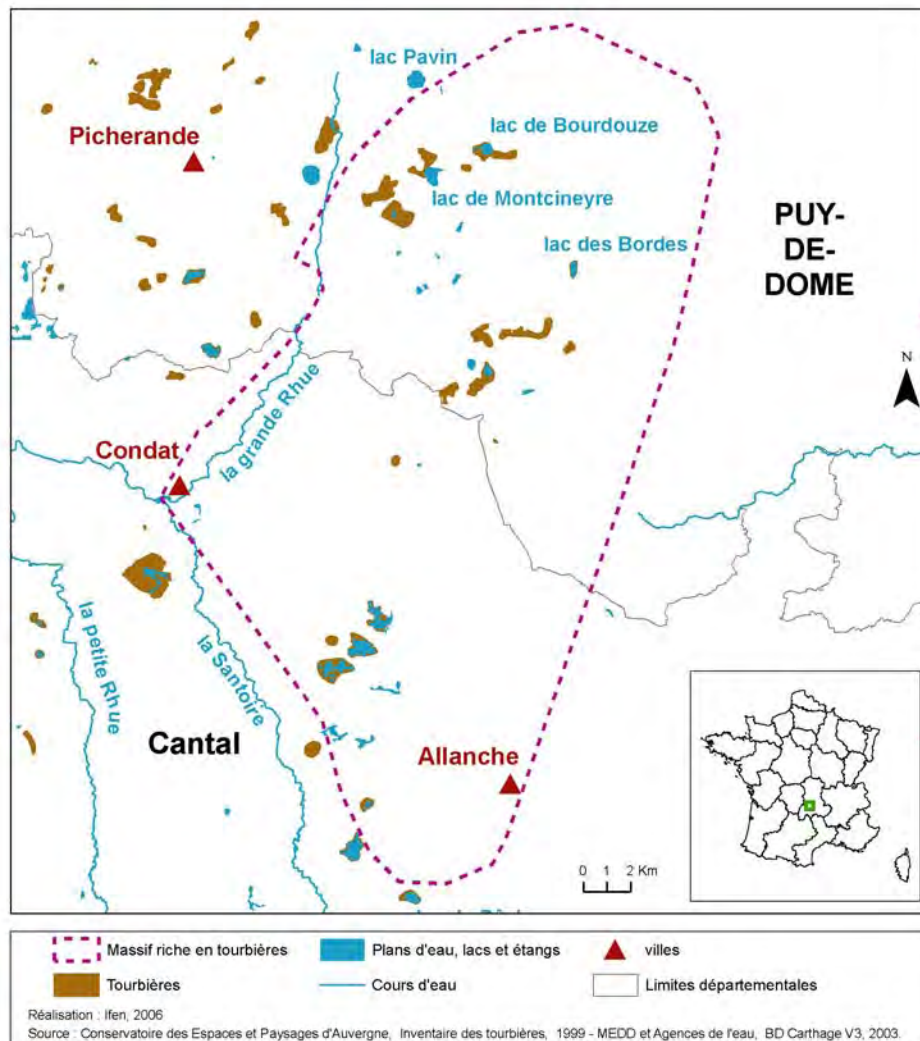 lac Pavin
Picherande
lac de Bourdouze
lac de Montcineyre
PUY-
DE-
DOME
lac des Bordes
N
la grande Rhue
Condat
la petite Rhue
la Santoire
Cantal
Allanche
0 1 2 Km
Massif riche en tourbières
Plans d'eau, lacs et étangs
villes
Tourbières
Cours d'eau
Limites départementales
Réalisation : Ifen, 2006
Source : Conservatoire des Espaces et Paysages d'Auvergne, Inventaire des tourbières, 1999 - MEDD et Agences de l'eau, BD Carthage V3, 2003.